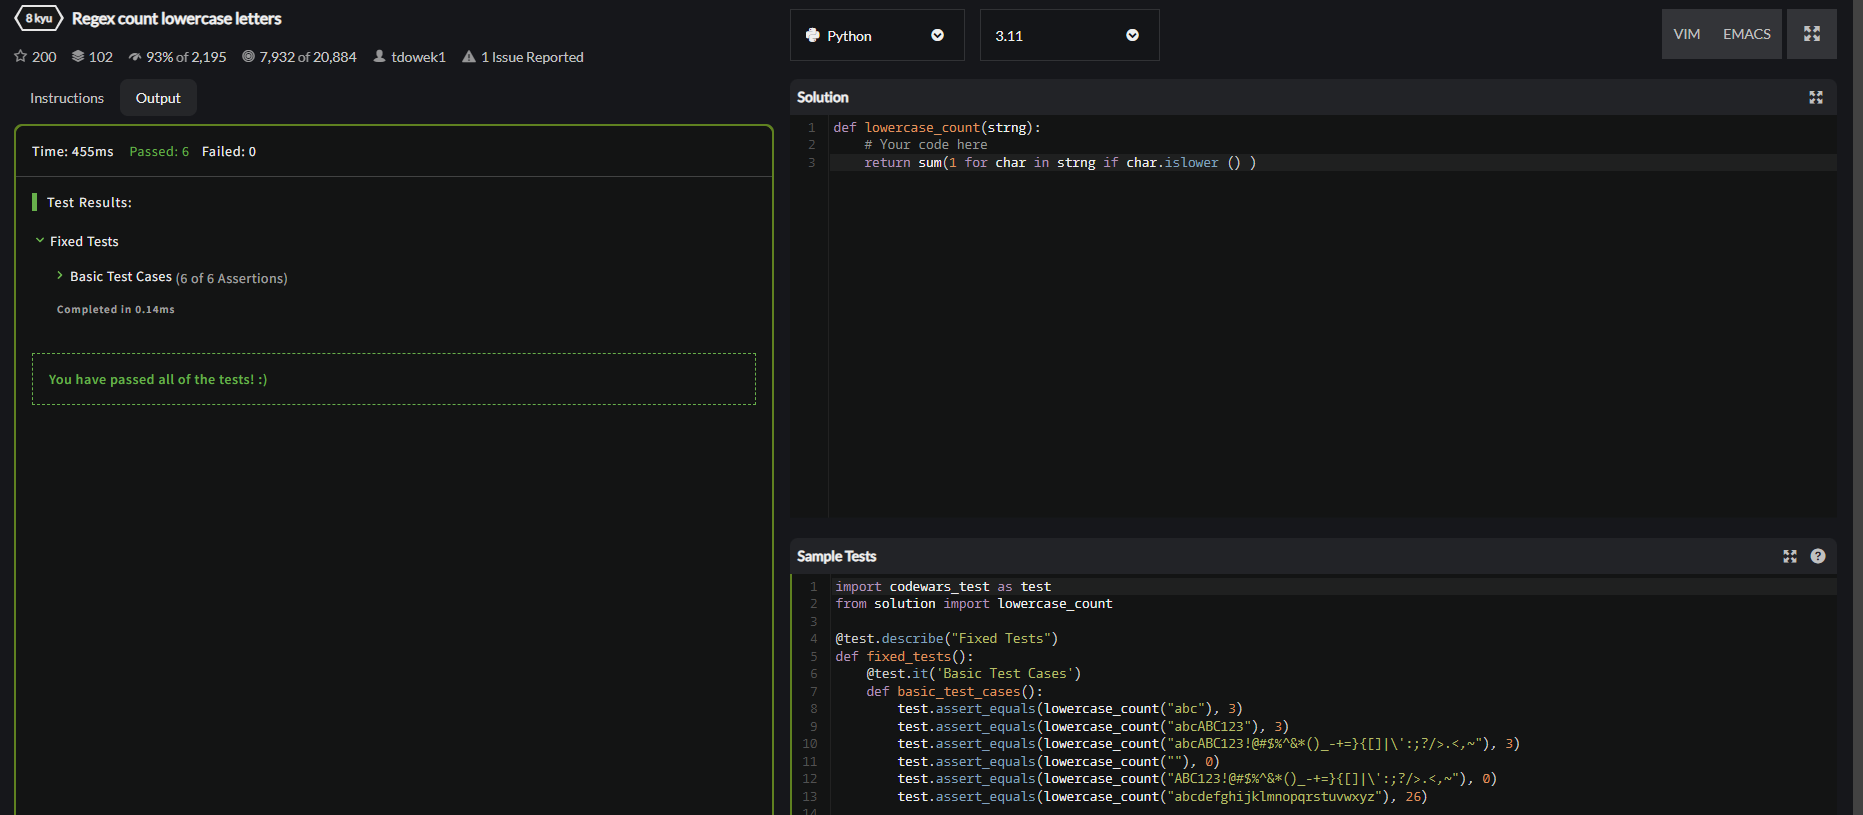 8 kyu Regex count lowercase letters
200 102 93% of 2,195 7,932 of 20,884 tdowek1 1 Issue Reported
Instructions Output
Time: 455ms Passed: 6 Failed: 0
Test Results:
Fixed Tests
Basic Test Cases (6 of 6 Assertions)
Completed in 0.14ms
You have passed all of the tests! :)
Python 3.11 VIM EMACS
Solution
1 def lowercase_count(strng):
2     # Your code here
3     return sum(1 for char in strng if char.islower () )
Sample Tests
1 import codewars_test as test
2 from solution import lowercase_count
3
4 @test.describe("Fixed Tests")
5 def fixed_tests():
6     @test.it('Basic Test Cases')
7     def basic_test_cases():
8         test.assert_equals(lowercase_count("abc"), 3)
9         test.assert_equals(lowercase_count("abcABC123"), 3)
10         test.assert_equals(lowercase_count("abcABC123!@#$%^&*()_-+=}{[]|\':;?/>.<,~"), 3)
11         test.assert_equals(lowercase_count(""), 0)
12         test.assert_equals(lowercase_count("ABC123!@#$%^&*()_-+=}{[]|\':;?/>.<,~"), 0)
13         test.assert_equals(lowercase_count("abcdefghijklmnopqrstuvwxyz"), 26)
14